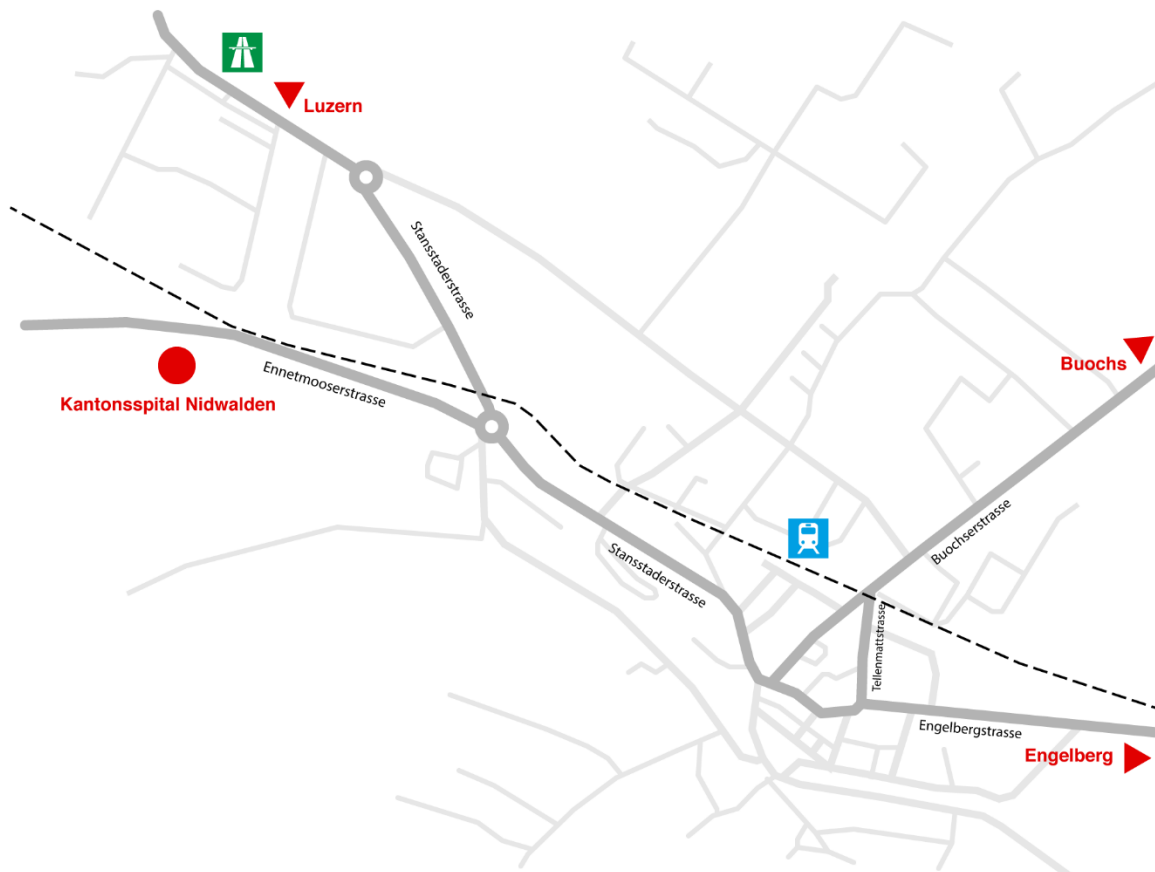 Luzern
Stansstaderstrasse
Ennetmooserstrasse
Kantonsspital Nidwalden
Buochs
Buochserstrasse
Stansstaderstrasse
Tellenmattstrasse
Engelbergstrasse
Engelberg